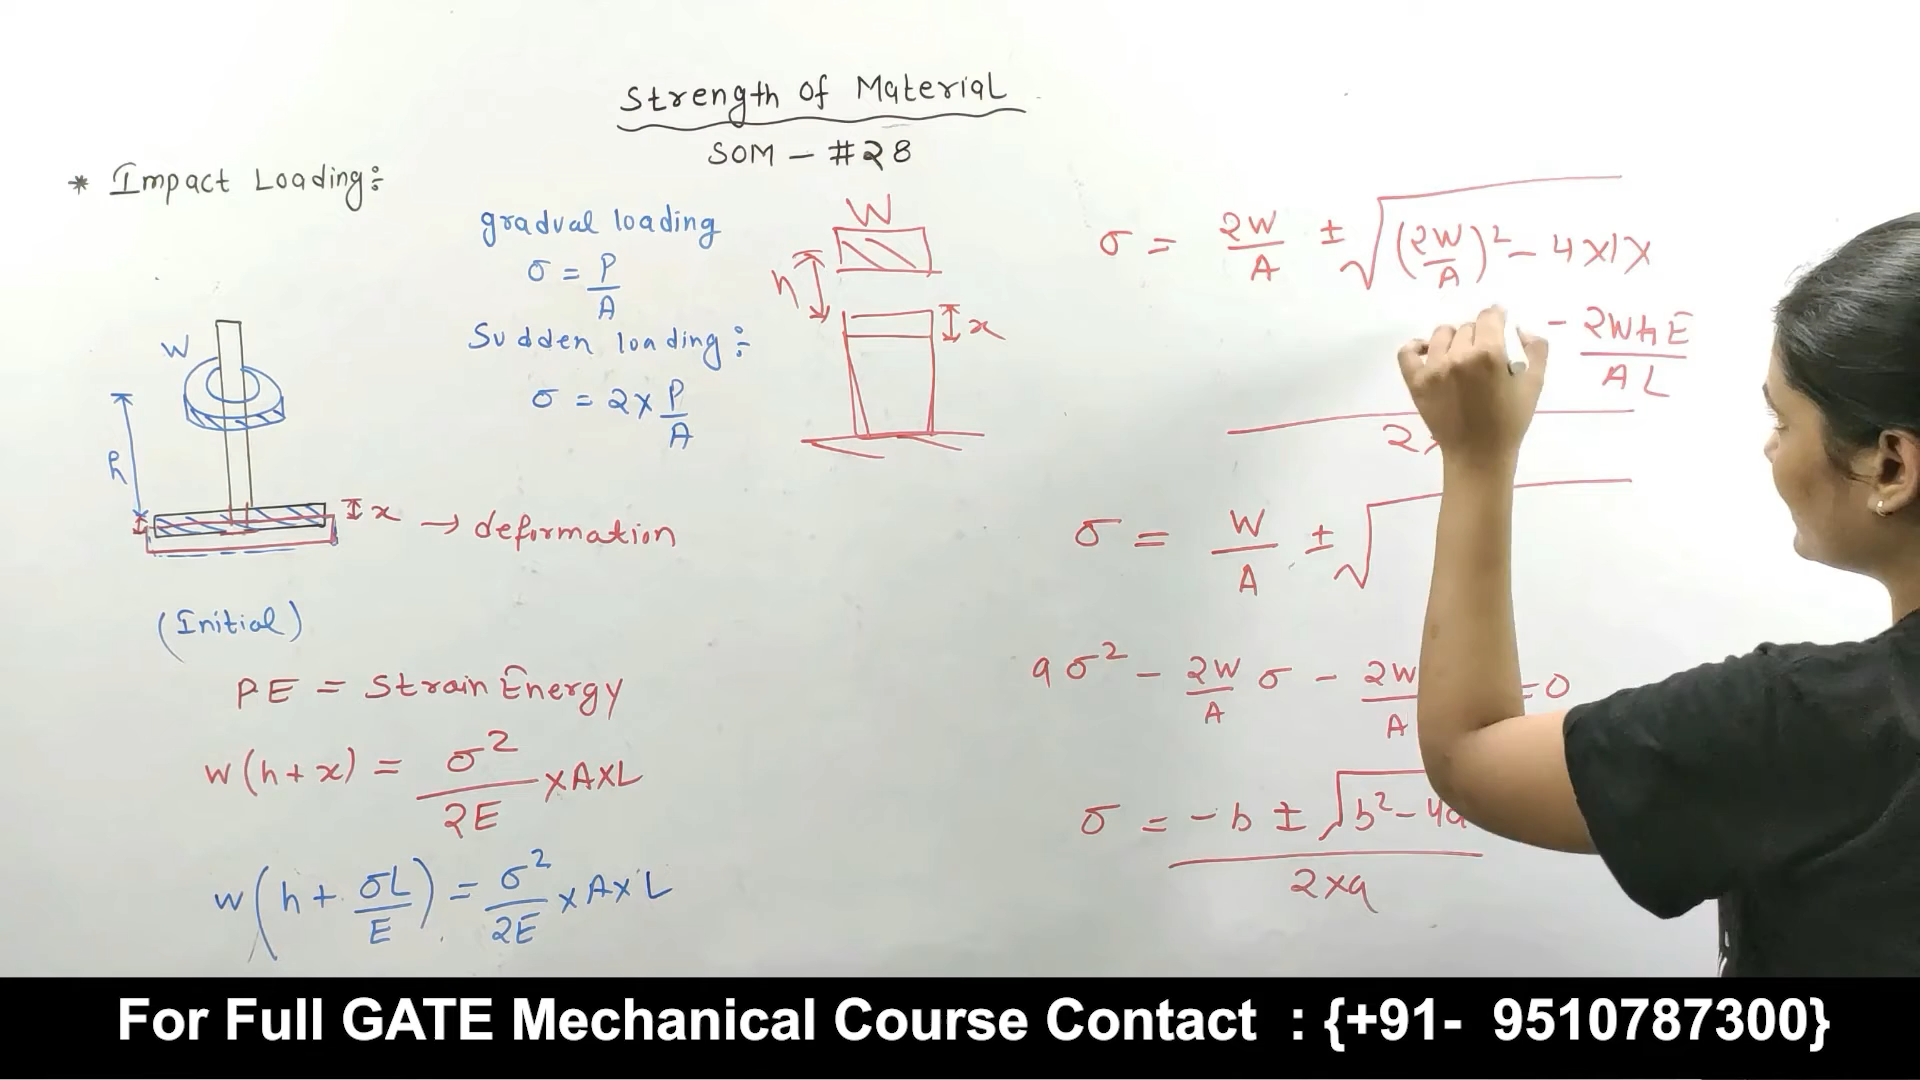 Strength of Material
SOM - #28
* Impact Loading :
gradual loading
σ = P/A
Sudden loading :
σ = 2 x P/A
W
h
x
W
h
x → deformation
(Initial)
PE = Strain Energy
w(h+x) = σ²/2E x A x L
w(h + σL/E) = σ²/2E x A x L
σ = 2W/A ± √(2W/A)² - 4 x 1 x
- 2WhE/AL
2
σ = W/A ± √
aσ² - 2W/A σ - 2W/A =0
σ = -b ± √b² - 4a
2xa
For Full GATE Mechanical Course Contact : {+91- 9510787300}